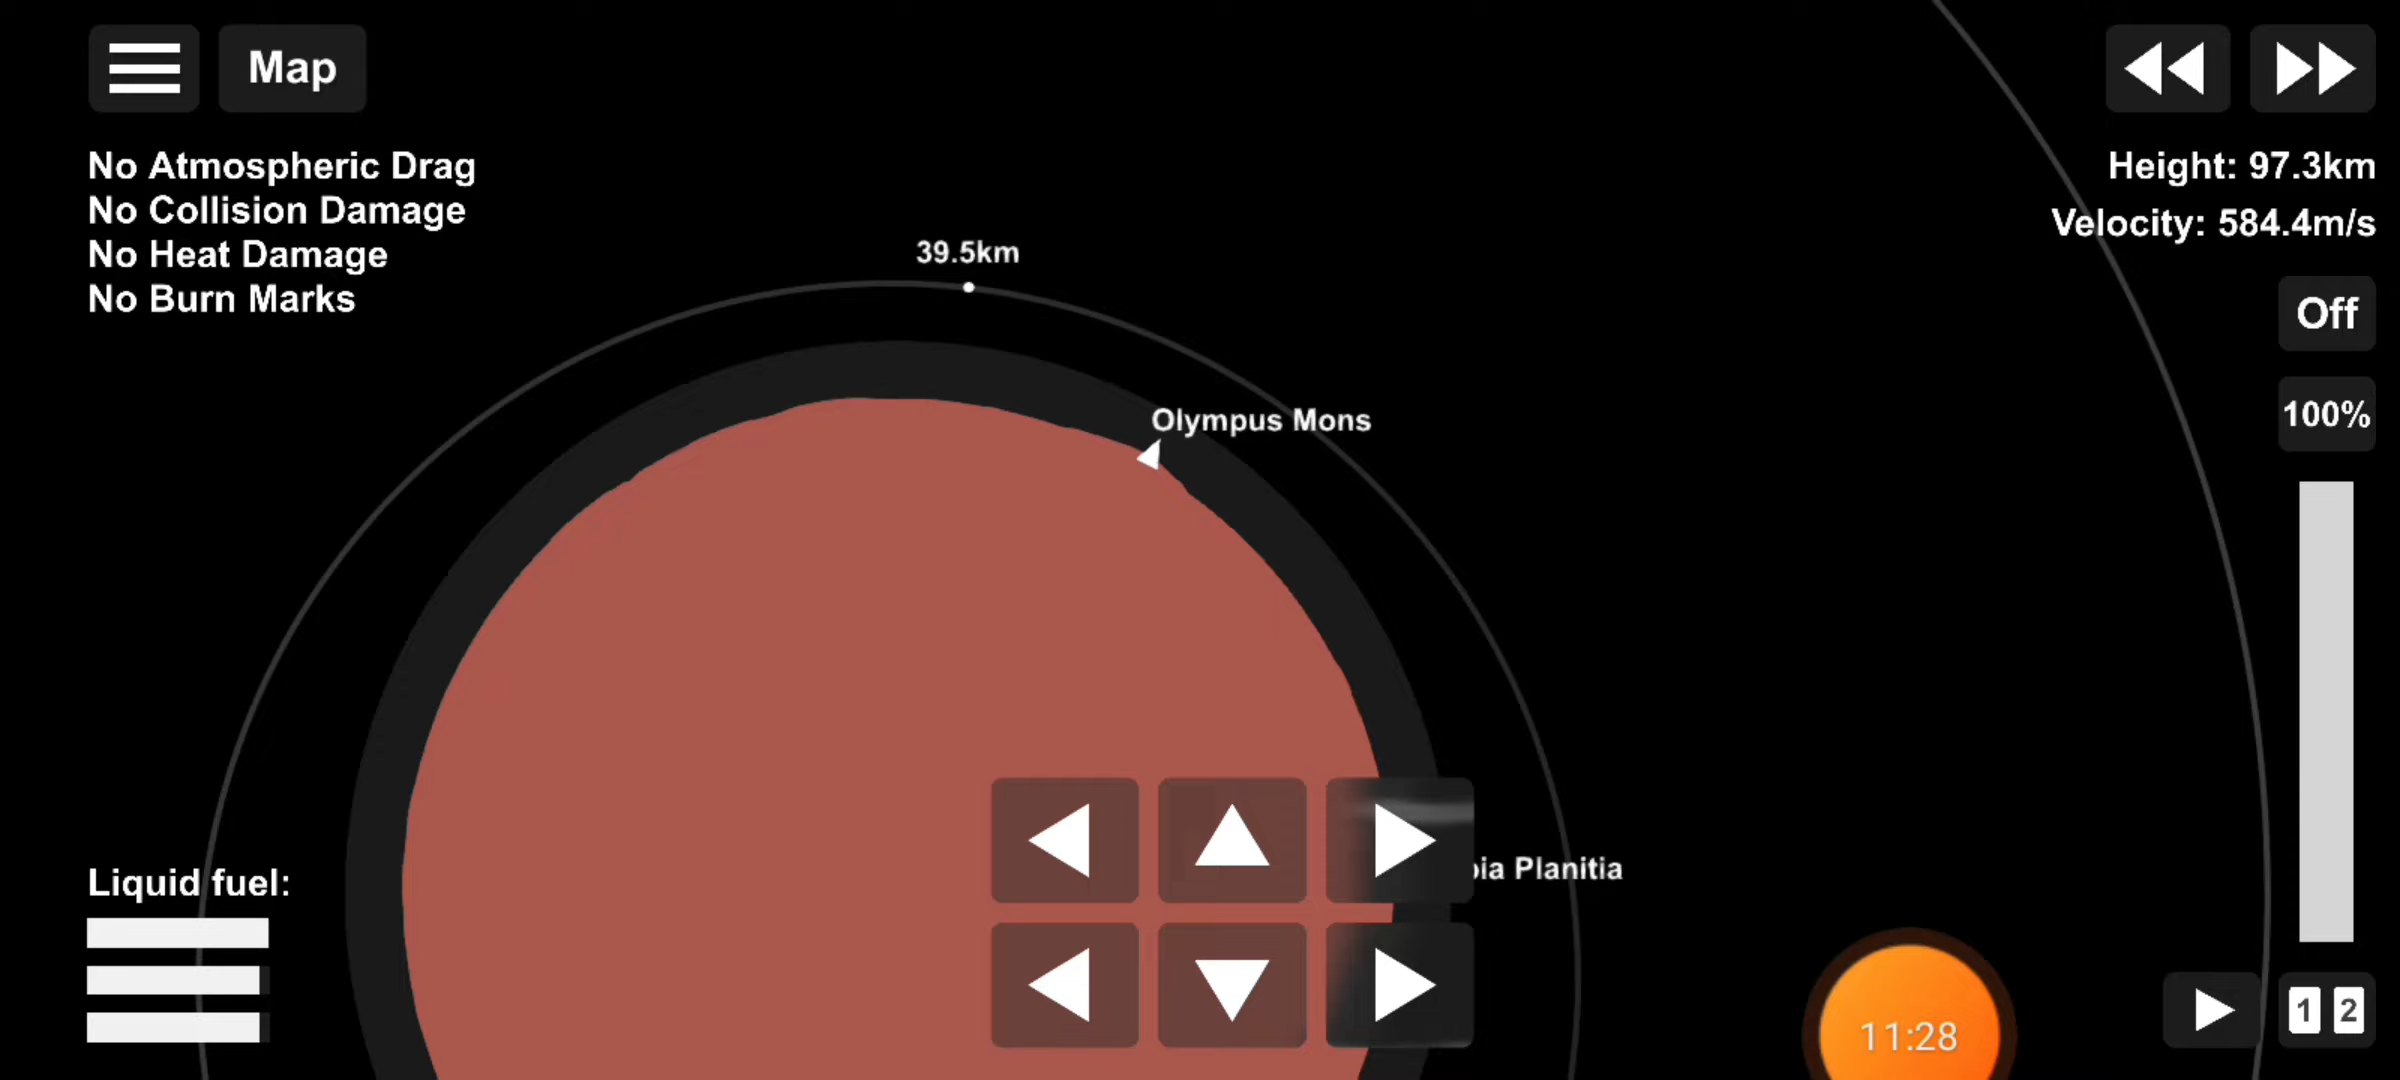 Map
No Atmospheric Drag
No Collision Damage
No Heat Damage
No Burn Marks
Height: 97.3km
Velocity: 584.4m/s
39.5km
Off
100%
Olympus Mons
Planitia
Liquid fuel:
11:28
1 2